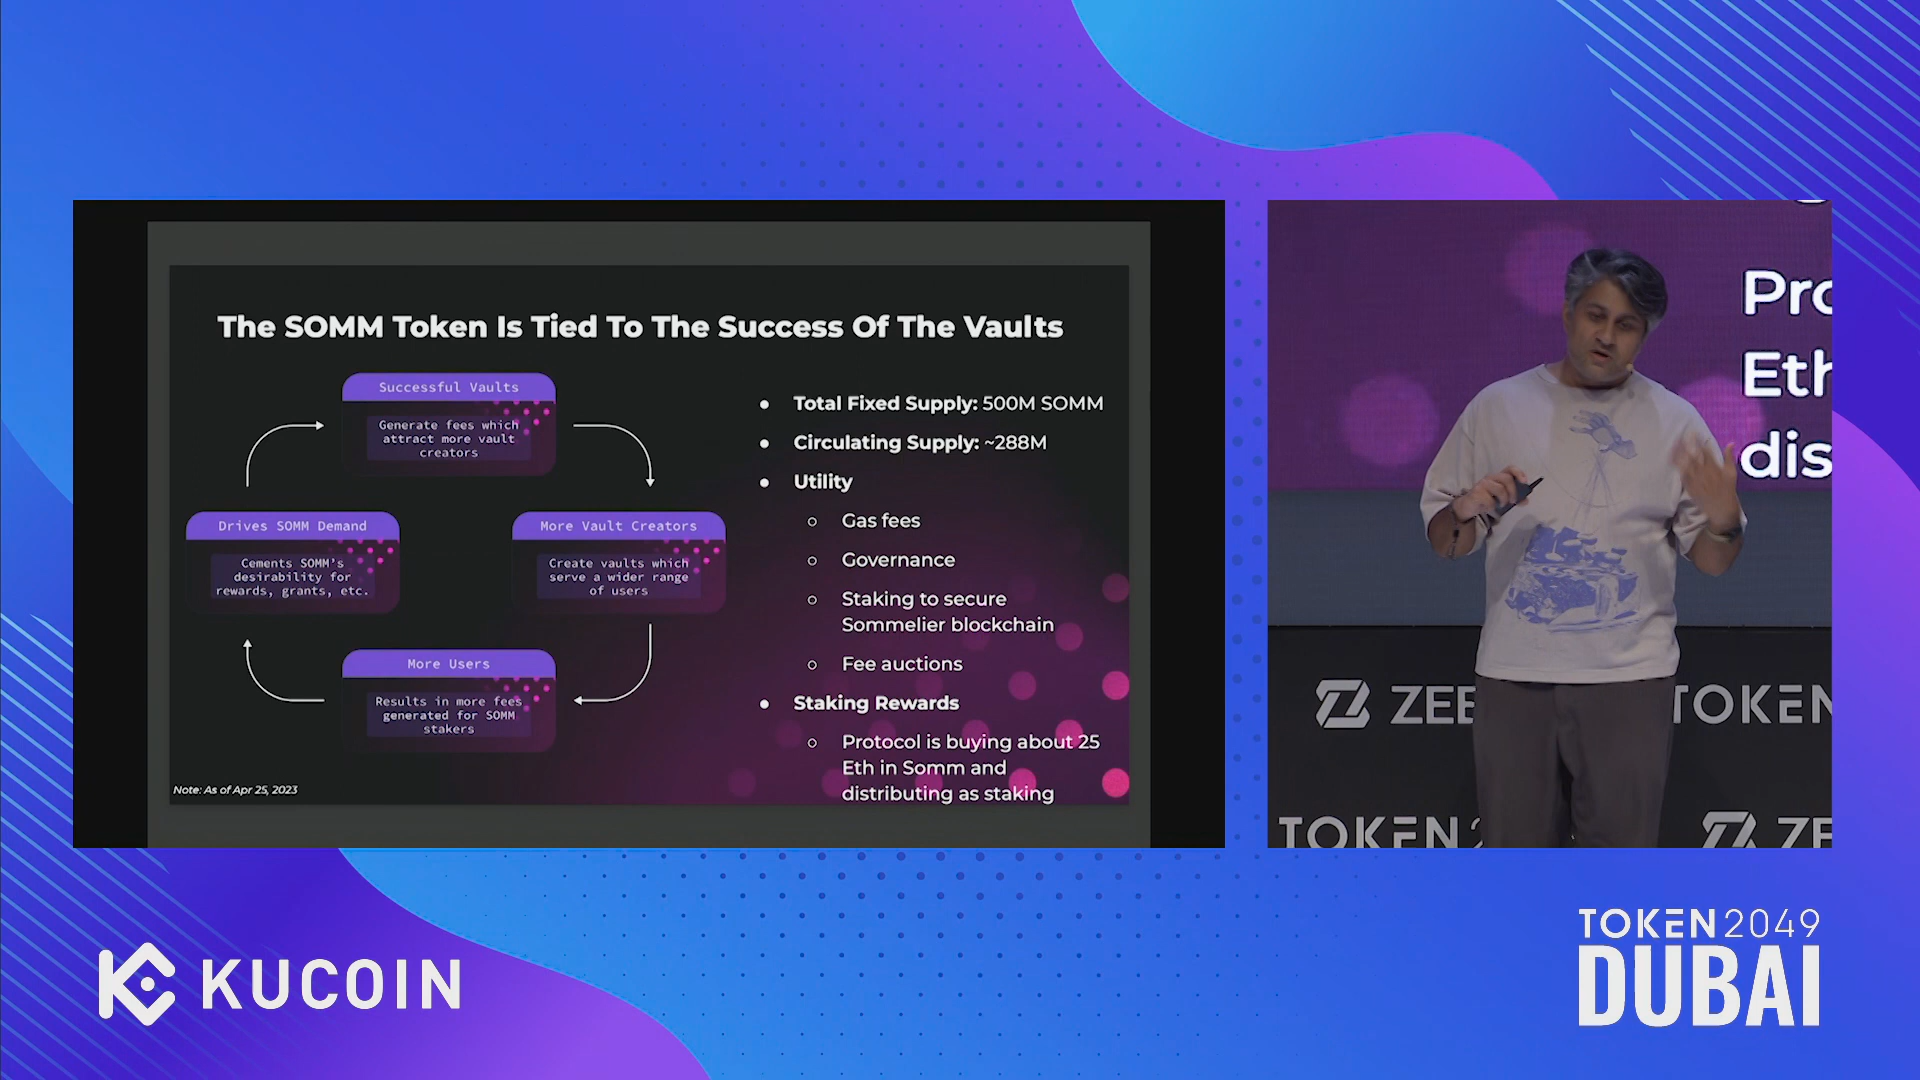 The SOMM Token Is Tied To The Success Of The Vaults
Successful Vaults
Generate fees which
attract more vault
creators
Drives SOMM Demand
Cements SOMM's
desirability for
rewards, grants, etc.
More Vault Creators
Create vaults which
serve a wider range
of users
More Users
Results in more fees
generated for SOMM
stakers
Note: As of Apr 25, 2023
● Total Fixed Supply: 500M SOMM
● Circulating Supply: ~288M
● Utility
○ Gas fees
○ Governance
○ Staking to secure
Sommelier blockchain
○ Fee auctions
● Staking Rewards
○ Protocol is buying about 25
Eth in Somm and
distributing as staking
Pro
Eth
dis
ZEE
TOKEN
TOKEN2
ZE
KUCOIN
TOKEN2049
DUBAI